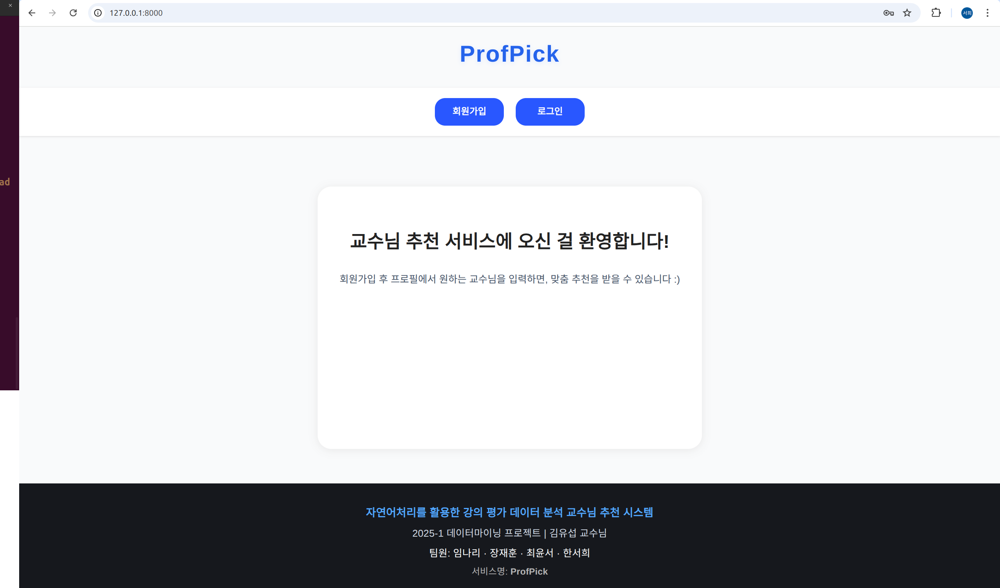 127.0.0.1:8000
서희
ProfPick
회원가입
로그인
ad
교수님 추천 서비스에 오신 걸 환영합니다!
회원가입 후 프로필에서 원하는 교수님을 입력하면, 맞춤 추천을 받을 수 있습니다 :)
자연어처리를 활용한 강의 평가 데이터 분석 교수님 추천 시스템
2025-1 데이터마이닝 프로젝트 | 김유섭 교수님
팀원: 임나리 · 장재훈 · 최윤서 · 한서희
서비스명: ProfPick